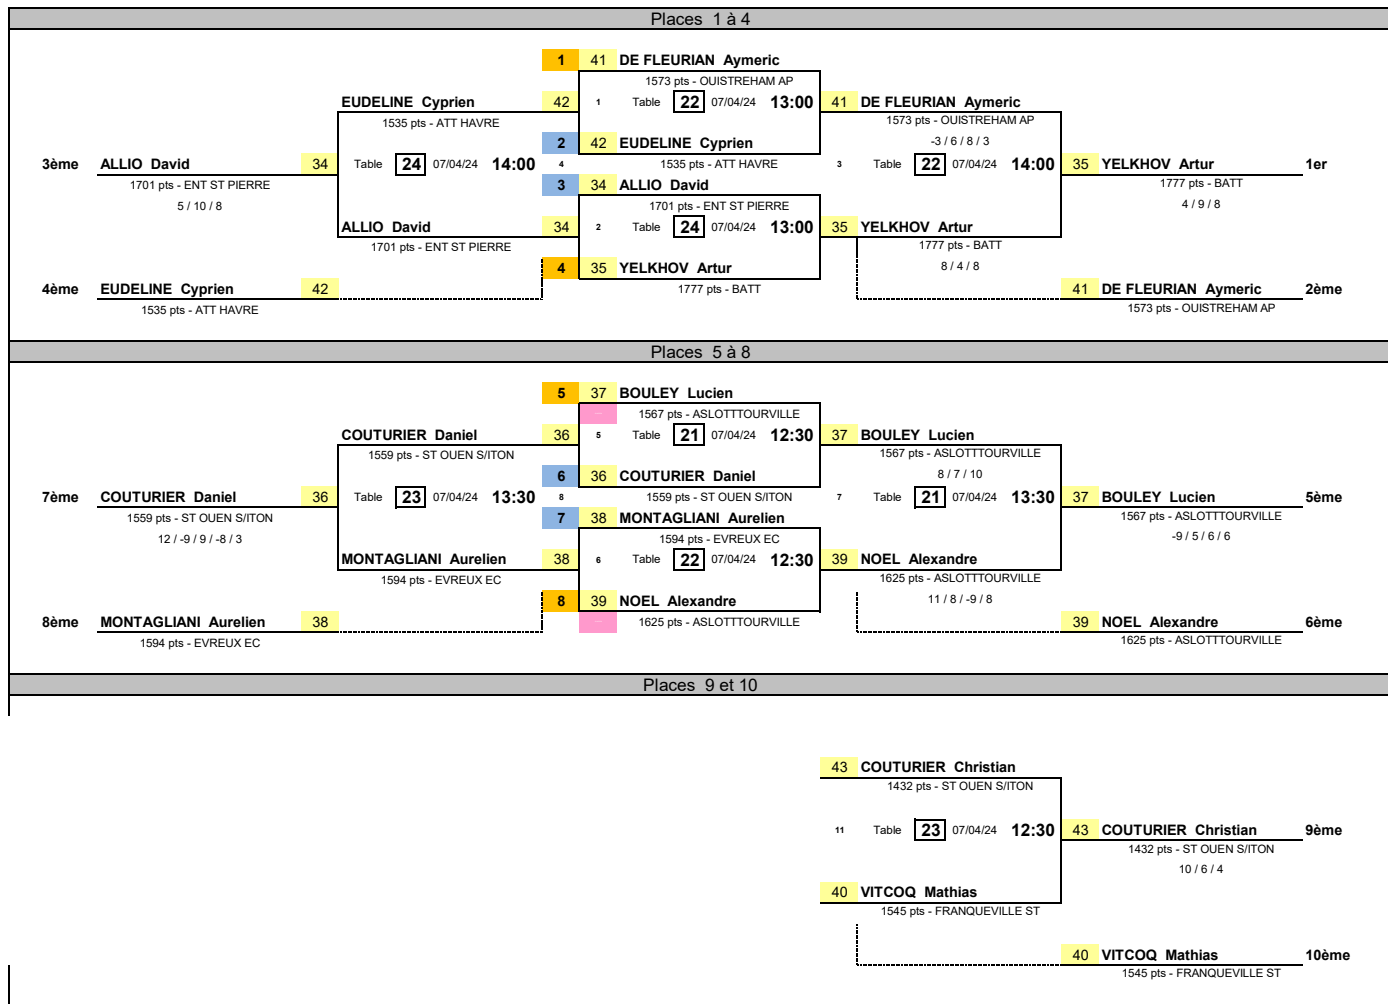 Places 1 à 4
1 41 DE FLEURIAN Aymeric
1573 pts - OUISTREHAM AP
EUDELINE Cyprien 42 1 Table 22 07/04/24 13:00 41 DE FLEURIAN Aymeric
1535 pts - ATT HAVRE 1573 pts - OUISTREHAM AP
2 42 EUDELINE Cyprien -3 / 6 / 8 / 3
3ème ALLIO David 34 Table 24 07/04/24 14:00 4 1535 pts - ATT HAVRE 3 Table 22 07/04/24 14:00 35 YELKHOV Artur 1er
1701 pts - ENT ST PIERRE 3 34 ALLIO David 1777 pts - BATT
5 / 10 / 8 1701 pts - ENT ST PIERRE 4 / 9 / 8
ALLIO David 34 2 Table 24 07/04/24 13:00 35 YELKHOV Artur
1701 pts - ENT ST PIERRE 1777 pts - BATT
4 35 YELKHOV Artur 8 / 4 / 8
4ème EUDELINE Cyprien 42 1777 pts - BATT 41 DE FLEURIAN Aymeric 2ème
1535 pts - ATT HAVRE 1573 pts - OUISTREHAM AP
Places 5 à 8
5 37 BOULEY Lucien
1567 pts - ASLOTTTOURVILLE
COUTURIER Daniel 36 5 Table 21 07/04/24 12:30 37 BOULEY Lucien
1559 pts - ST OUEN S/ITON 1567 pts - ASLOTTTOURVILLE
6 36 COUTURIER Daniel 8 / 7 / 10
7ème COUTURIER Daniel 36 Table 23 07/04/24 13:30 8 1559 pts - ST OUEN S/ITON 7 Table 21 07/04/24 13:30 37 BOULEY Lucien 5ème
1559 pts - ST OUEN S/ITON 7 38 MONTAGLIANI Aurelien 1567 pts - ASLOTTTOURVILLE
12 / -9 / 9 / -8 / 3 1594 pts - EVREUX EC -9 / 5 / 6 / 6
MONTAGLIANI Aurelien 38 6 Table 22 07/04/24 12:30 39 NOEL Alexandre
1594 pts - EVREUX EC 1625 pts - ASLOTTTOURVILLE
8 39 NOEL Alexandre 11 / 8 / -9 / 8
8ème MONTAGLIANI Aurelien 38 1625 pts - ASLOTTTOURVILLE 39 NOEL Alexandre 6ème
1594 pts - EVREUX EC 1625 pts - ASLOTTTOURVILLE
Places 9 et 10
43 COUTURIER Christian
1432 pts - ST OUEN S/ITON
11 Table 23 07/04/24 12:30 43 COUTURIER Christian 9ème
1432 pts - ST OUEN S/ITON
10 / 6 / 4
40 VITCOQ Mathias
1545 pts - FRANQUEVILLE ST
40 VITCOQ Mathias 10ème
1545 pts - FRANQUEVILLE ST